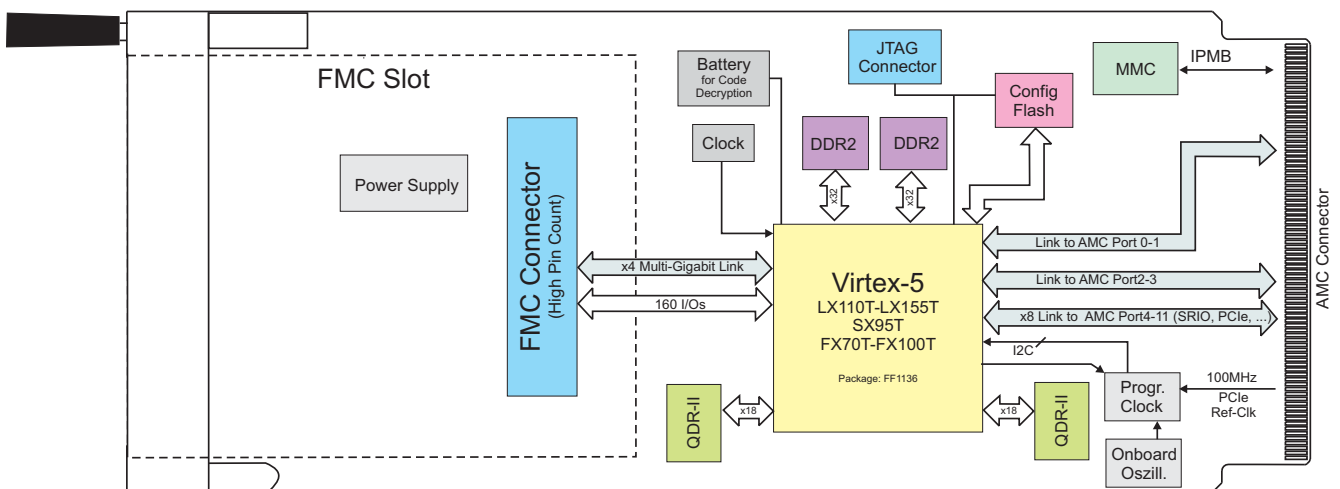 FMC Slot
Power Supply
FMC Connector
(High Pin Count)
Battery
for Code
Decryption
Clock
DDR2
DDR2
x32
x32
JTAG
Connector
Config
Flash
MMC
IPMB
AMC Connector
x4 Multi-Gigabit Link
160 I/Os
Virtex-5
LX110T-LX155T
SX95T
FX70T-FX100T
Package: FF1136
Link to AMC Port 0-1
Link to AMC Port2-3
x8 Link to AMC Port4-11 (SRIO, PCIe, ...)
I2C
QDR-II
x18
x18
QDR-II
Progr.
Clock
100MHz
PCIe
Ref-Clk
Onboard
Oszill.